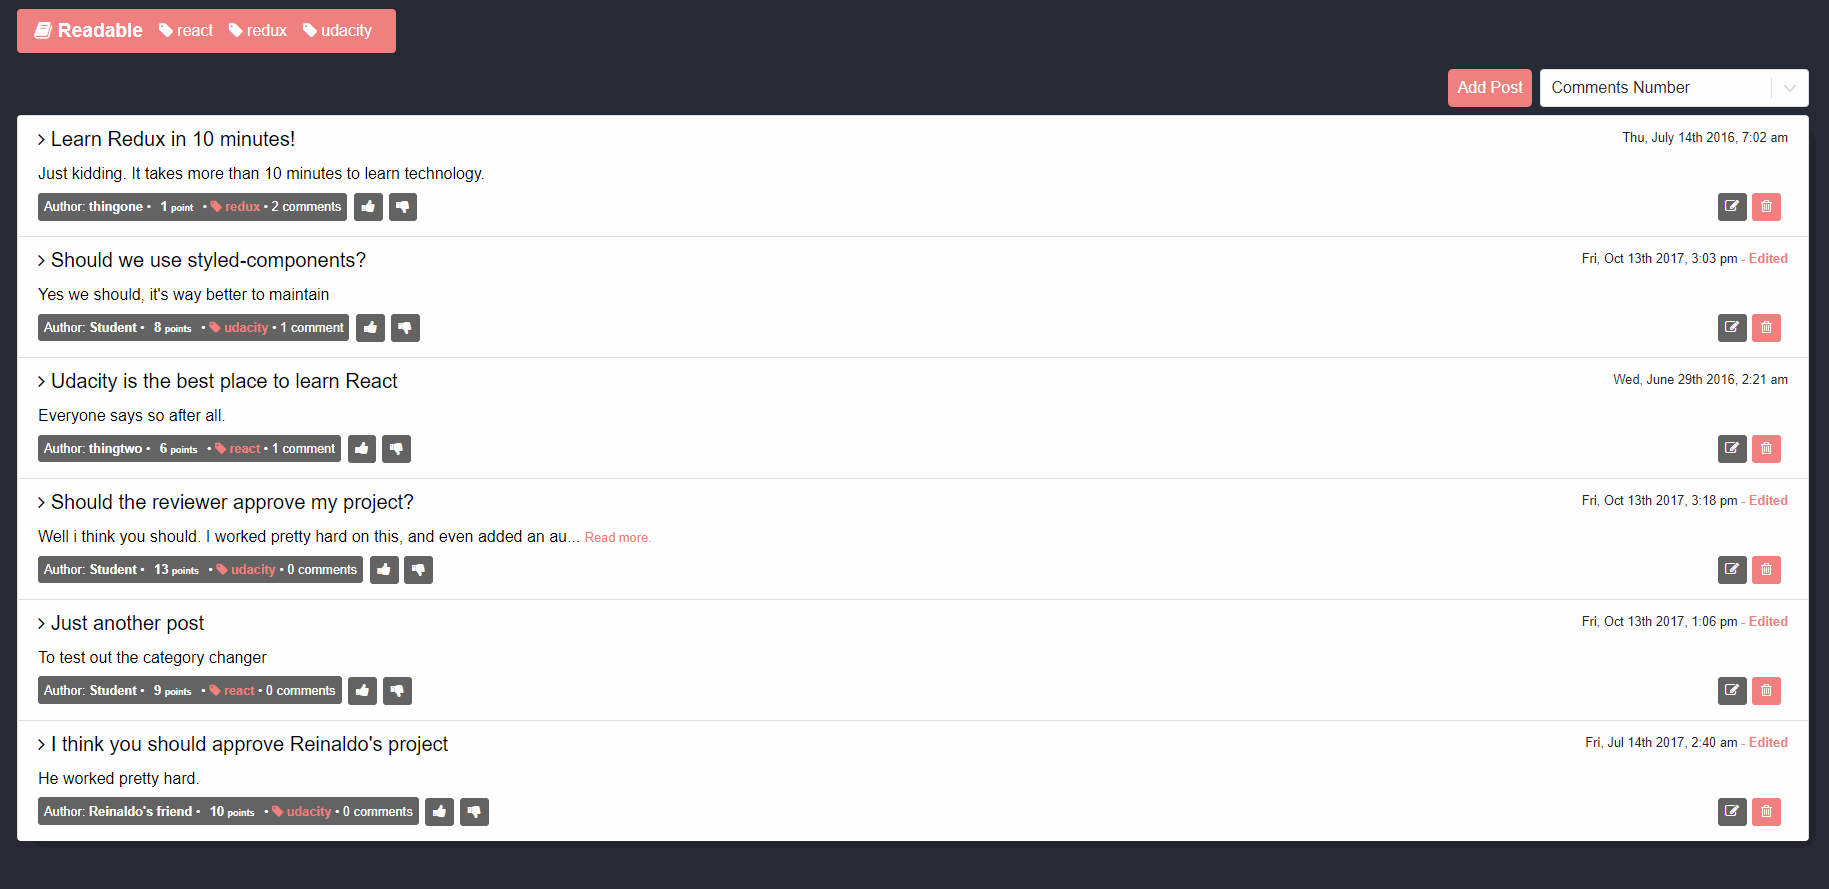 Readable react redux udacity
Add Post Comments Number
Learn Redux in 10 minutes! Thu, July 14th 2016, 7:02 am
Just kidding. It takes more than 10 minutes to learn technology.
Author: thingone • 1 point • redux • 2 comments
Should we use styled-components? Fri, Oct 13th 2017, 3:03 pm - Edited
Yes we should, it's way better to maintain
Author: Student • 8 points • udacity • 1 comment
Udacity is the best place to learn React Wed, June 29th 2016, 2:21 am
Everyone says so after all.
Author: thingtwo • 6 points • react • 1 comment
Should the reviewer approve my project? Fri, Oct 13th 2017, 3:18 pm - Edited
Well i think you should. I worked pretty hard on this, and even added an au... Read more.
Author: Student • 13 points • udacity • 0 comments
Just another post Fri, Oct 13th 2017, 1:06 pm - Edited
To test out the category changer
Author: Student • 9 points • react • 0 comments
I think you should approve Reinaldo's project Fri, Jul 14th 2017, 2:40 am - Edited
He worked pretty hard.
Author: Reinaldo's friend • 10 points • udacity • 0 comments